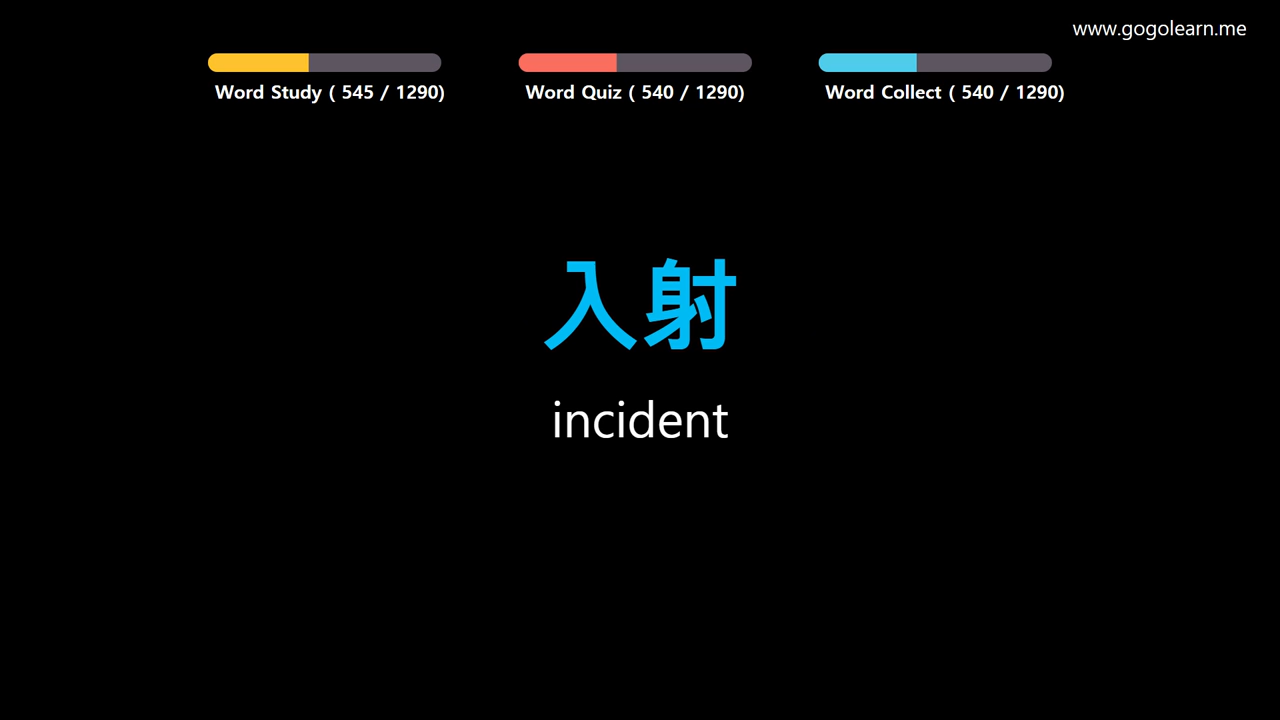 www.gogolearn.me
Word Study ( 545 / 1290)
Word Quiz ( 540 / 1290)
Word Collect ( 540 / 1290)
入射
incident